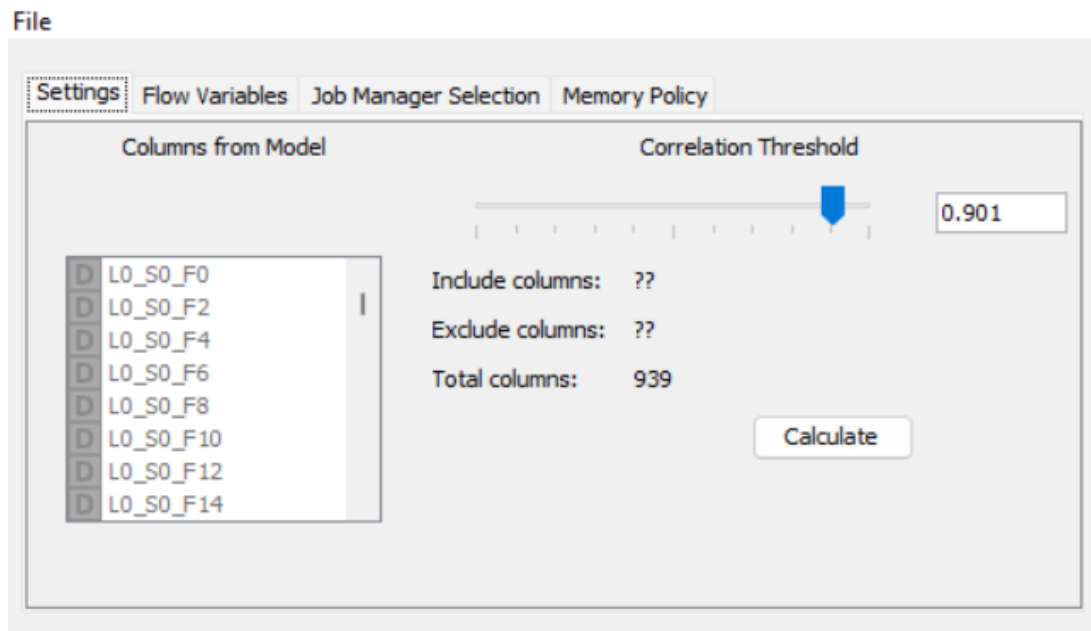 File
Settings Flow Variables Job Manager Selection Memory Policy
Columns from Model
Correlation Threshold
0.901
D L0_S0_F0
D L0_S0_F2
D L0_S0_F4
D L0_S0_F6
D L0_S0_F8
D L0_S0_F10
D L0_S0_F12
D L0_S0_F14
Include columns: ??
Exclude columns: ??
Total columns: 939
Calculate